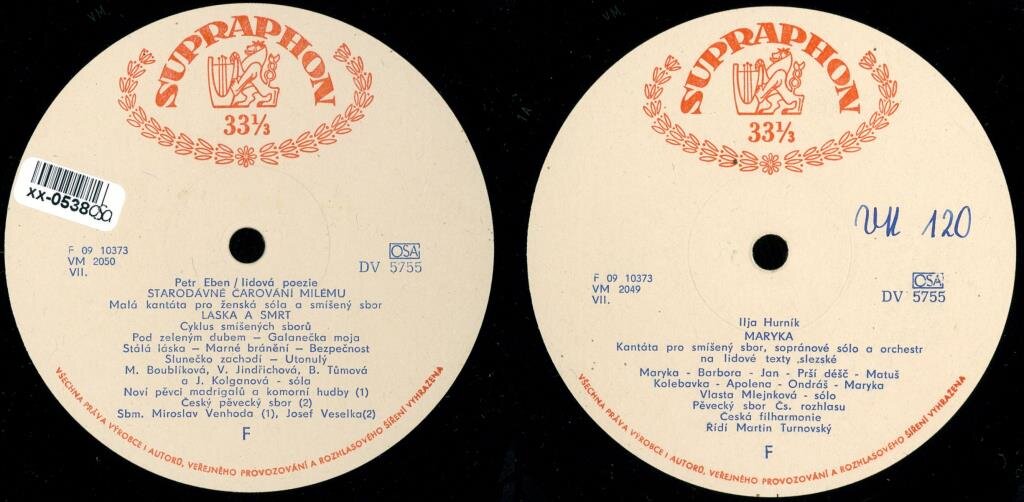 SUPRAPHON
33⅓
xx-0538
F 09 10373
VM 2050
VII.
OSA
DV 5755
Petr Eben / lidová poezie
STARODÁVNÉ ČAROVÁNÍ MILÉMU
Malá kantáta pro ženská sóla a smíšený sbor
LÁSKA A SMRT
Cyklus smíšených sborů
Pod zeleným dubem — Galanečka moja
Stálá láska — Marné bránění — Bezpečnost
Slunečko zachodí — Utonulý
M. Boublíková, V. Jindřichová, B. Tůmová
a J. Kolganová - sóla
Noví pěvci madrigalů a komorní hudby (1)
Český pěvecký sbor (2)
Sbm. Miroslav Venhoda (1), Josef Veselka(2)
F
VŠECHNA PRÁVA VÝROBCE I AUTORŮ, VEŘEJNÉHO PROVOZOVÁNÍ A ROZHLASOVÉHO ŠÍŘENÍ VYHRAŽENA
SUPRAPHON
33⅓
VM 120
F 09 10373
VM 2049
VII.
OSA
DV 5755
Ilja Hurník
MARYKA
Kantáta pro smíšený sbor, sopránové sólo a orchestr
na lidové texty slezské
Maryka - Barbora - Jan - Prší déšč - Matuš
Kolebavka - Apolena - Ondráš - Maryka
Vlasta Mlejnková - sólo
Pěvecký sbor Čs. rozhlasu
Česká filharmonie
Řídí Martin Turnovský
F
VŠECHNA PRÁVA VÝROBCE I AUTORŮ, VEŘEJNÉHO PROVOZOVÁNÍ A ROZHLASOVÉHO ŠÍŘENÍ VYHRAŽENA